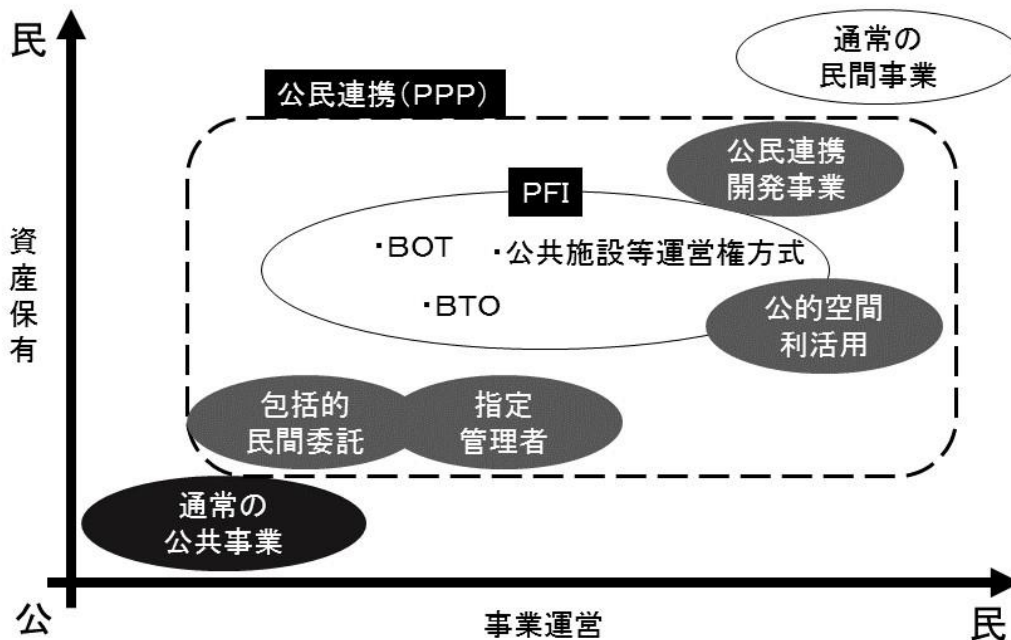 民
通常の
民間事業
公民連携(PPP)
公民連携
開発事業
PFI
・BOT
・公共施設等運営権方式
・BTO
公的空間
利活用
資産保有
包括的
民間委託
指定
管理者
通常の
公共事業
公
事業運営
民